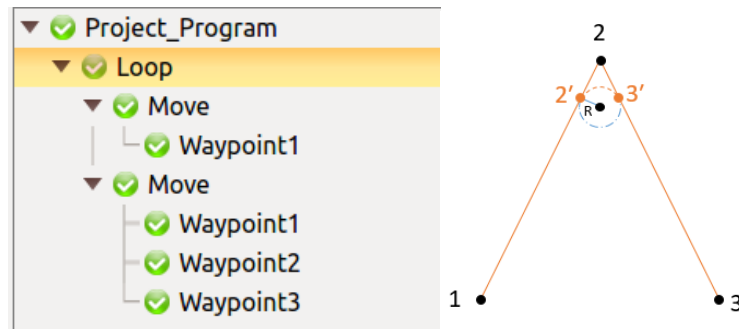 Project_Program
Loop
Move
Waypoint1
Move
Waypoint1
Waypoint2
Waypoint3
2
2′
3′
R
1
3